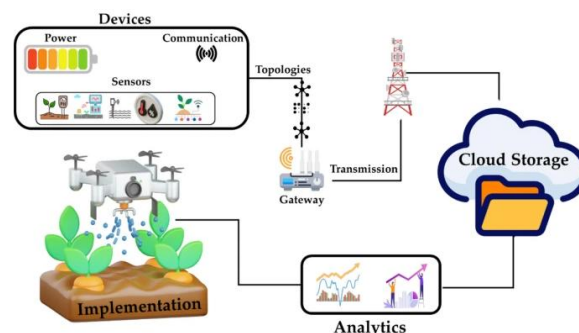 Devices
Power
Communication
Sensors
Topologies
Gateway
Transmission
Cloud Storage
Implementation
Analytics